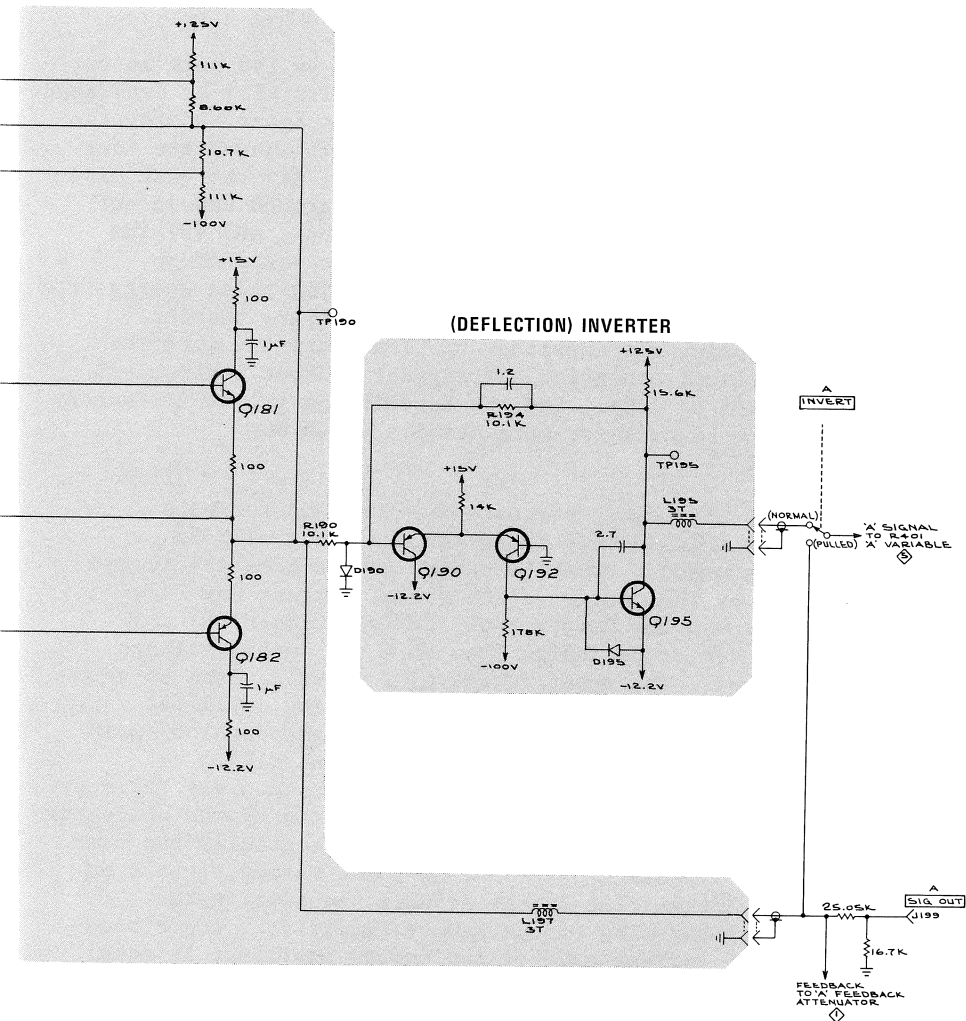 +125V
111K
8.60K
10.7K
111K
-100V
+15V
100
1µF
TP190
Q181
100
100
Q182
1µF
100
-12.2V
(DEFLECTION) INVERTER
+125V
1.2
15.6K
R194
10.1K
TP195
+15V
14K
R190
10.1K
D190
Q190
-12.2V
Q192
2.7
L195
3T
Q195
178K
-100V
D195
-12.2V
A
INVERT
(NORMAL)
(PULLED)
'A' SIGNAL
TO R401
'A' VARIABLE
5
L197
3T
A
SIG OUT
25.05K
J199
16.7K
FEEDBACK
TO 'A' FEEDBACK
ATTENUATOR
1